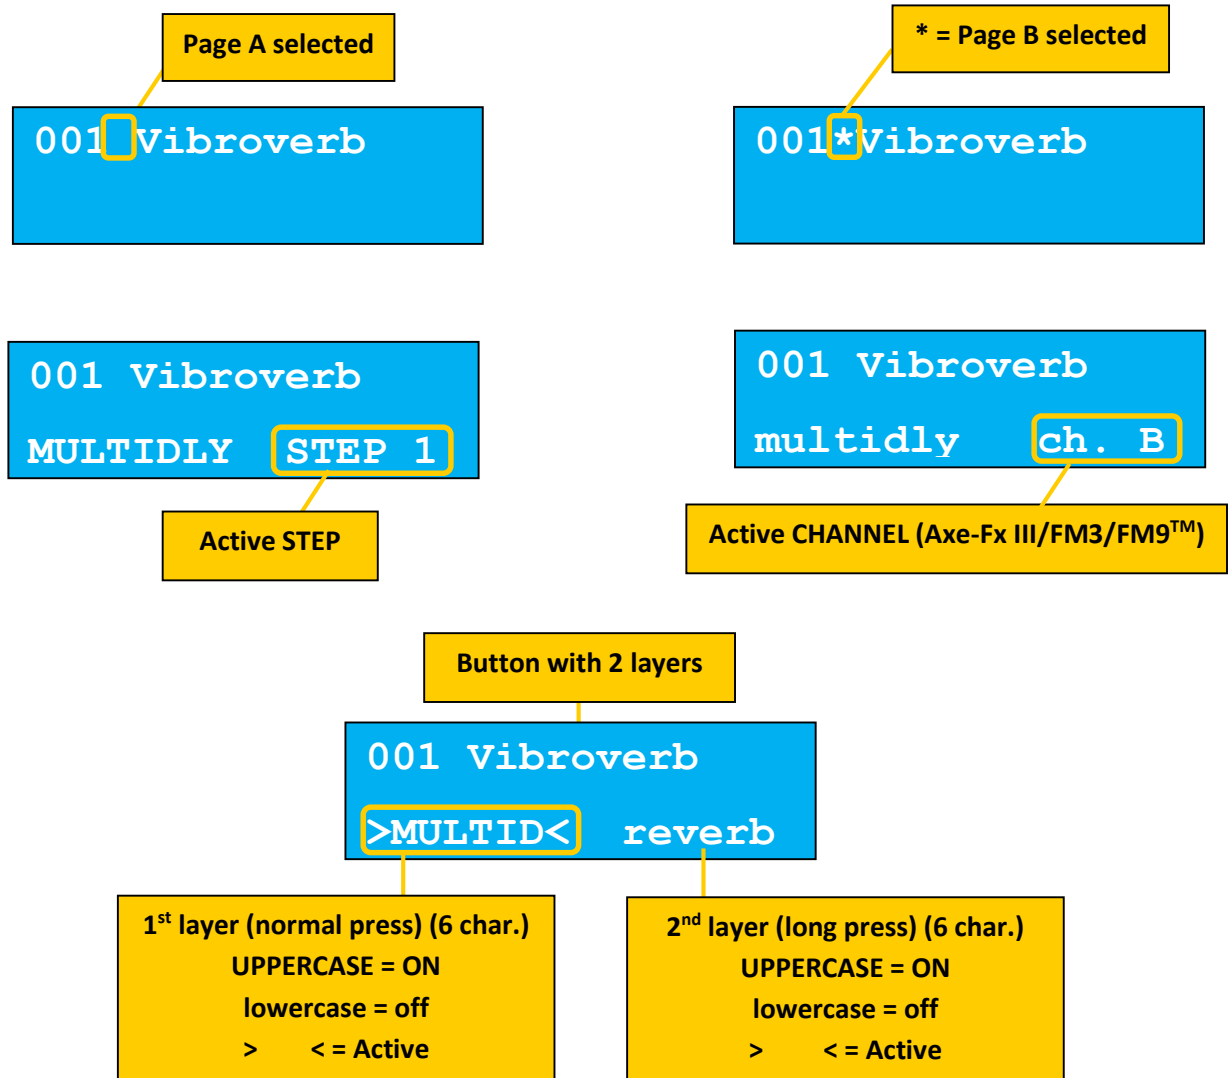 Page A selected
* = Page B selected
001 Vibroverb
001*Vibroverb
001 Vibroverb
MULTIDLY STEP 1
001 Vibroverb
multidly ch. B
Active STEP
Active CHANNEL (Axe-Fx III/FM3/FM9TM)
Button with 2 layers
001 Vibroverb
>MULTID< reverb
1st layer (normal press) (6 char.)
UPPERCASE = ON
lowercase = off
> < = Active
2nd layer (long press) (6 char.)
UPPERCASE = ON
lowercase = off
> < = Active